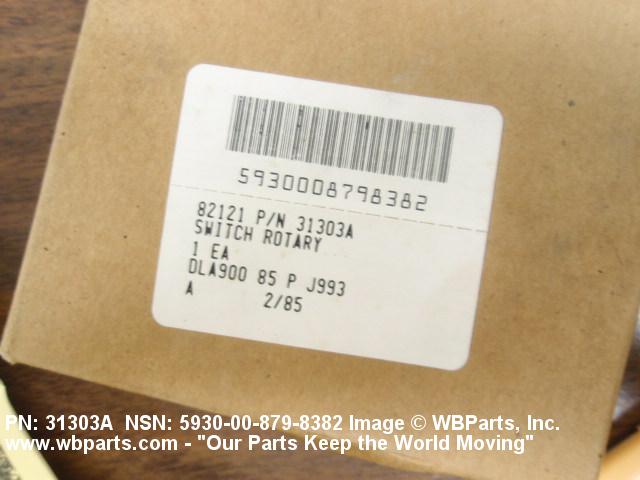 5930008798382
82121 P/N 31303A
SWITCH ROTARY
1 EA
DLA900 85 P J993
A 2/85
PN: 31303A NSN: 5930-00-879-8382 Image © WBParts, Inc.
www.wbparts.com - "Our Parts Keep the World Moving"